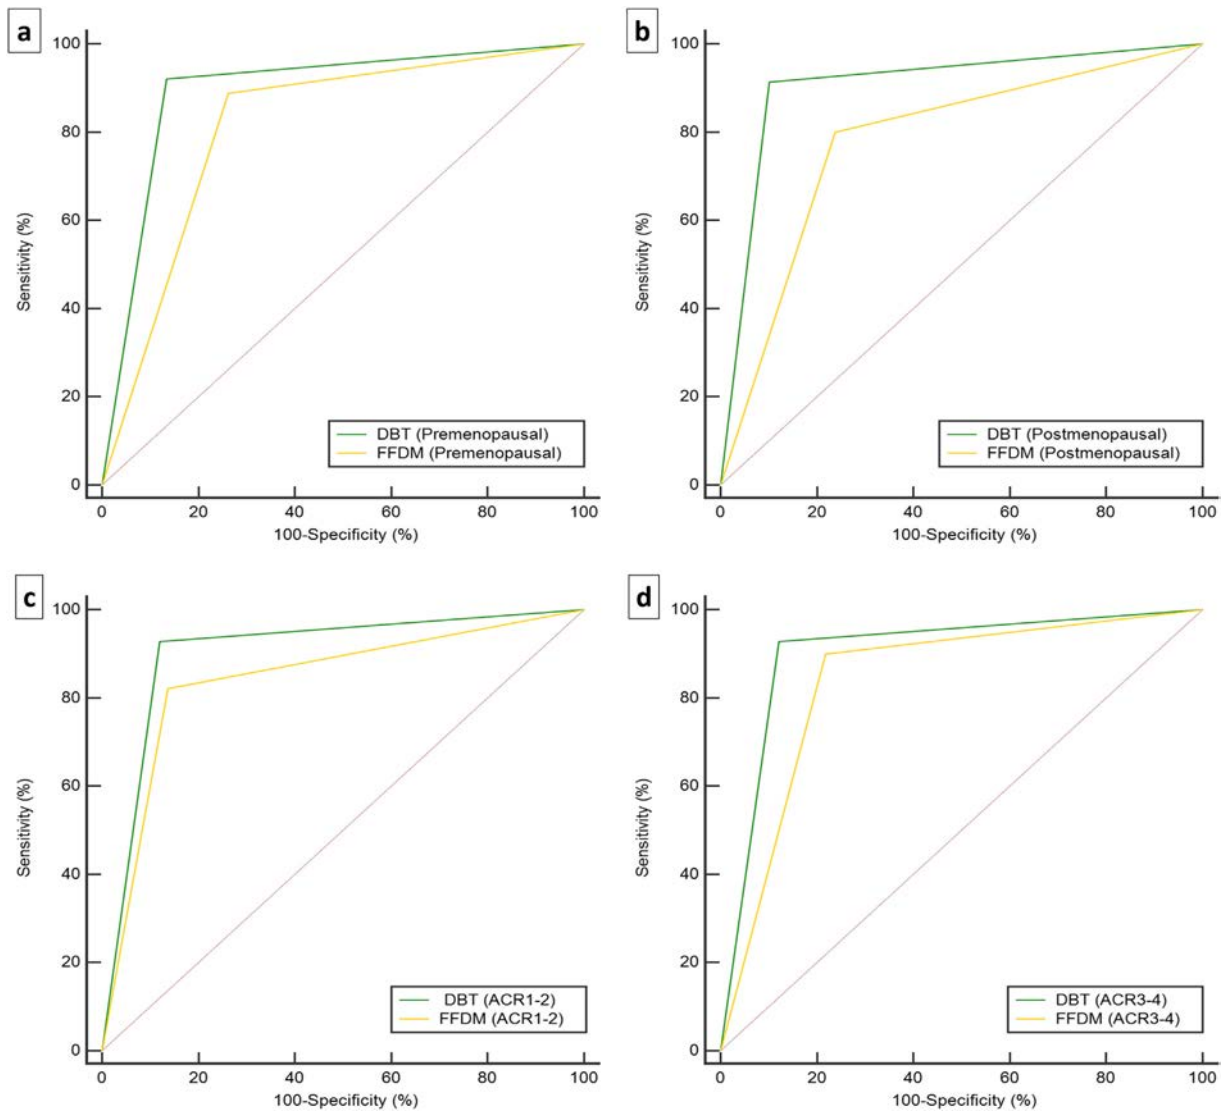 a
100
80
60
40
20
0
Sensitivity (%)
DBT (Premenopausal)
FFDM (Premenopausal)
0 20 40 60 80 100
100-Specificity (%)
b
100
80
60
40
20
0
Sensitivity (%)
DBT (Postmenopausal)
FFDM (Postmenopausal)
0 20 40 60 80 100
100-Specificity (%)
c
100
80
60
40
20
0
Sensitivity (%)
DBT (ACR1-2)
FFDM (ACR1-2)
0 20 40 60 80 100
100-Specificity (%)
d
100
80
60
40
20
0
Sensitivity (%)
DBT (ACR3-4)
FFDM (ACR3-4)
0 20 40 60 80 100
100-Specificity (%)